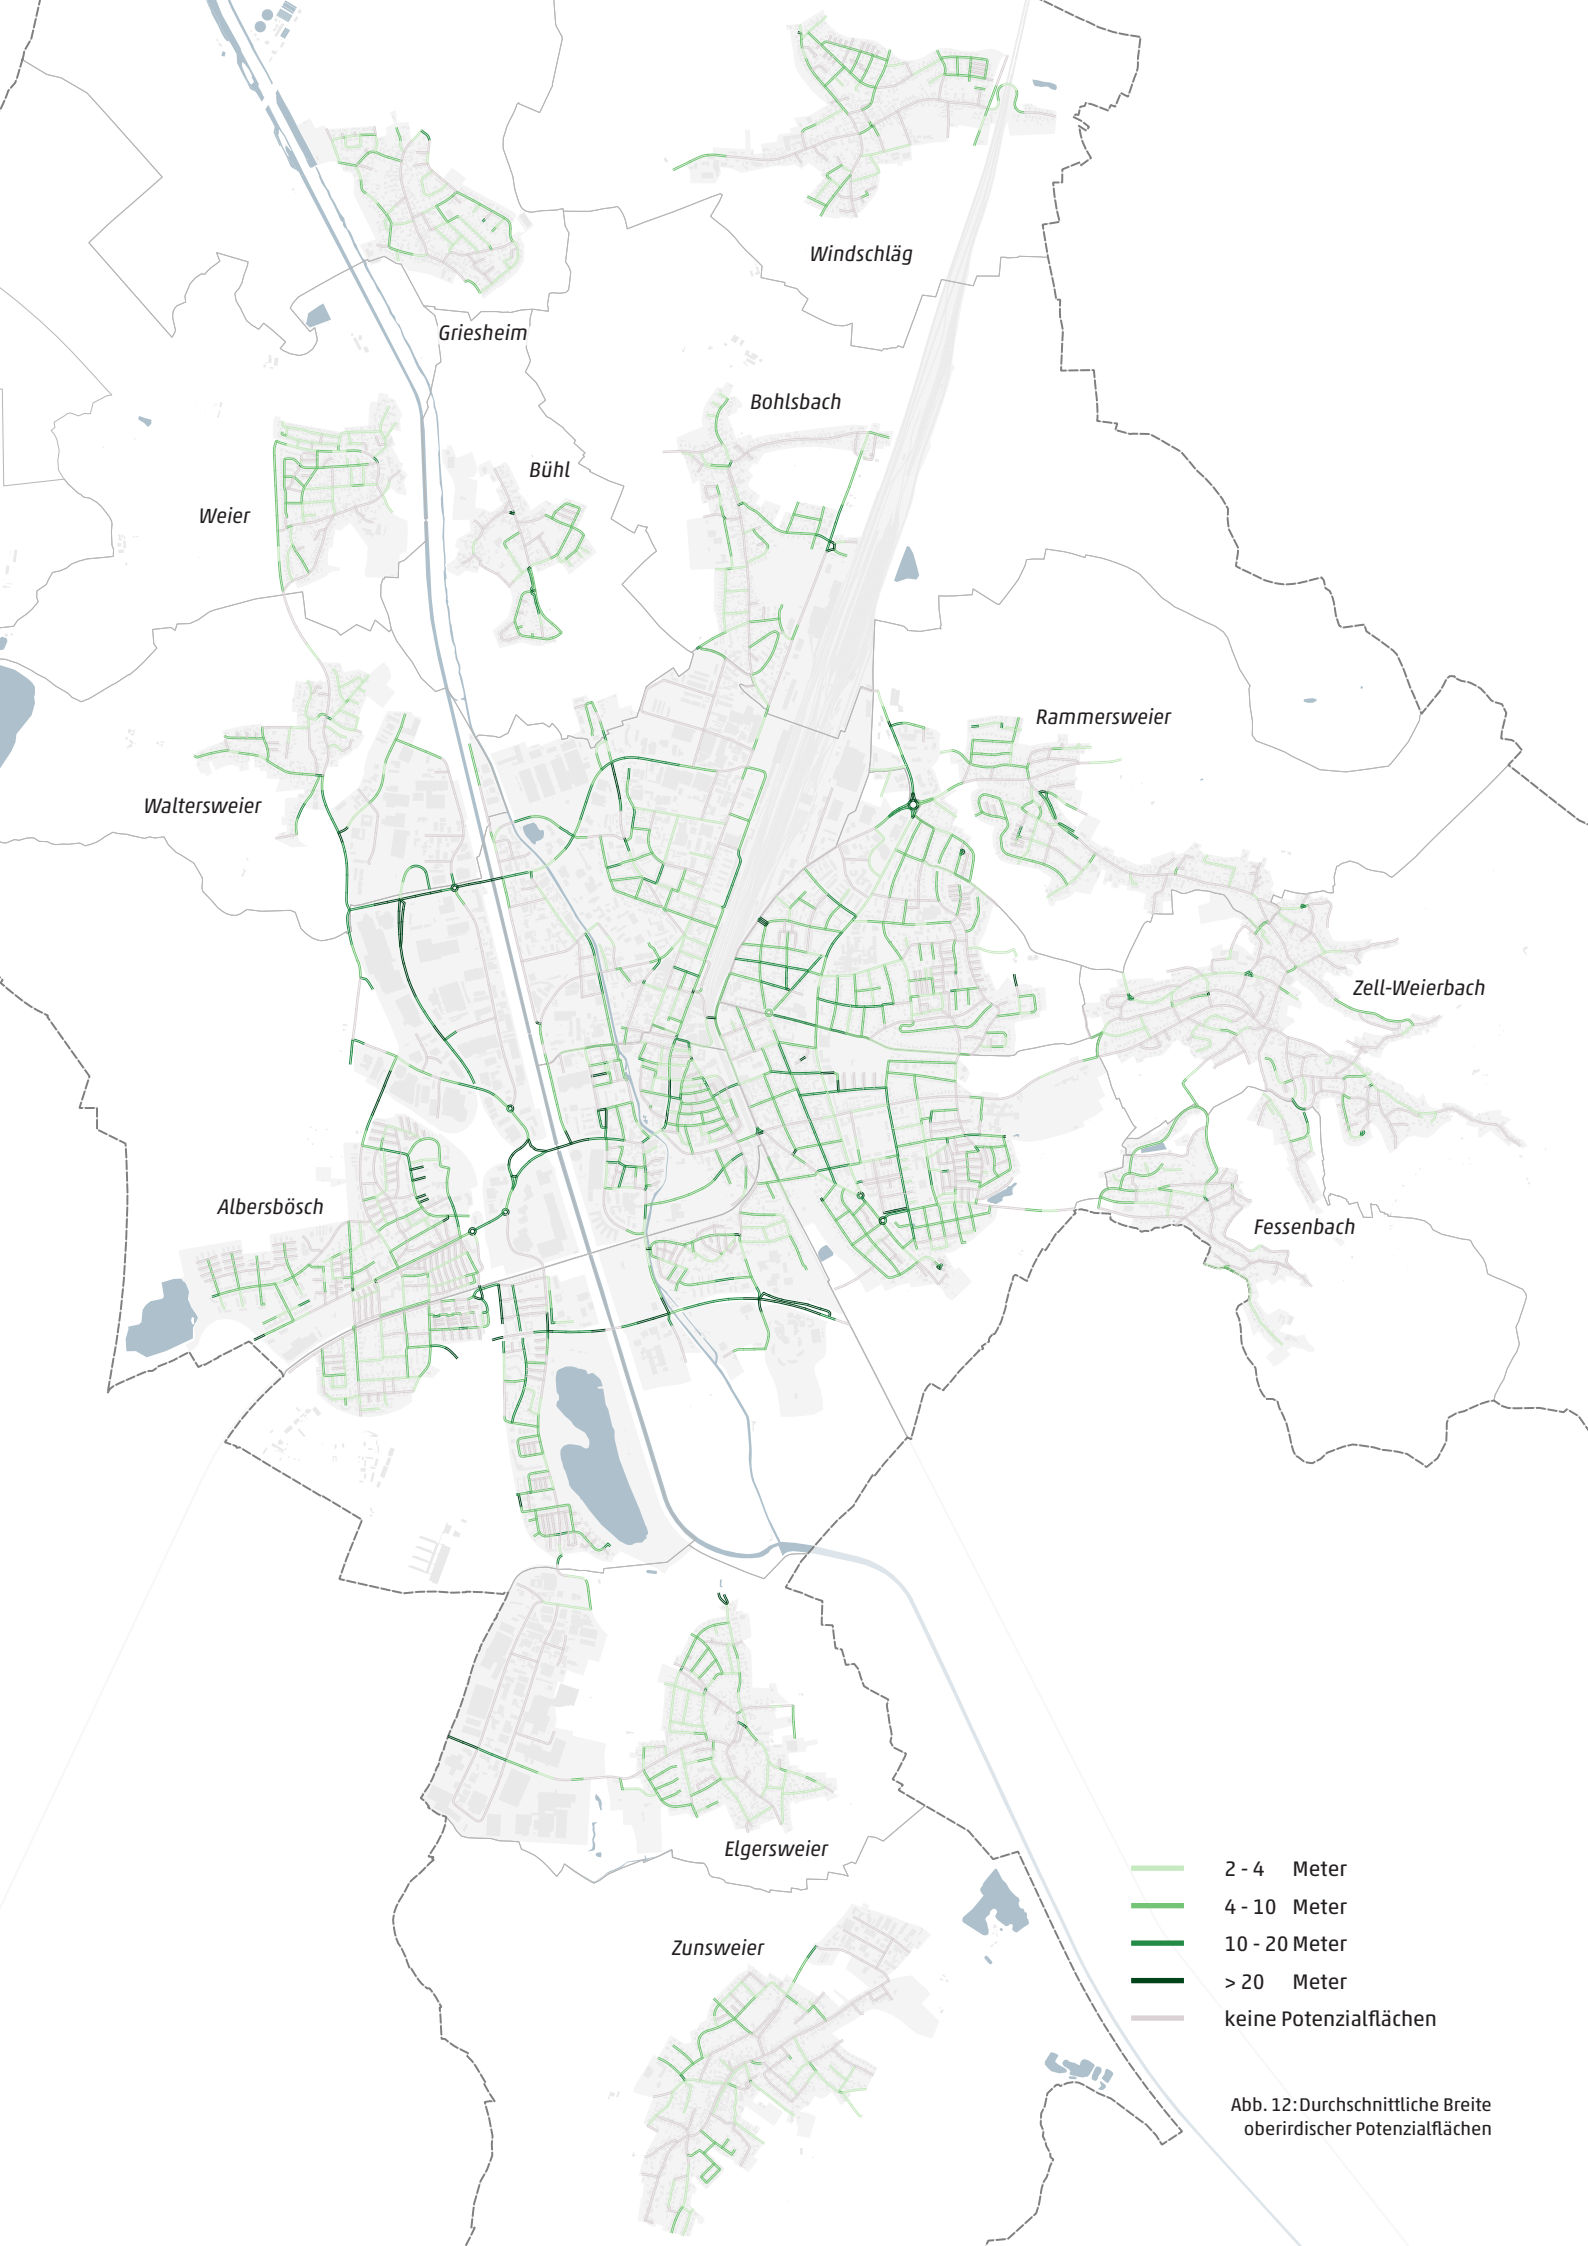 Windschläg
Griesheim
Bohlsbach
Bühl
Weier
Rammersweier
Waltersweier
Zell-Weierbach
Albersbösch
Fessenbach
Elgersweier
Zunsweier
2 - 4 Meter
4 - 10 Meter
10 - 20 Meter
> 20 Meter
keine Potenzialflächen
Abb. 12: Durchschnittliche Breite
oberirdischer Potenzialflächen